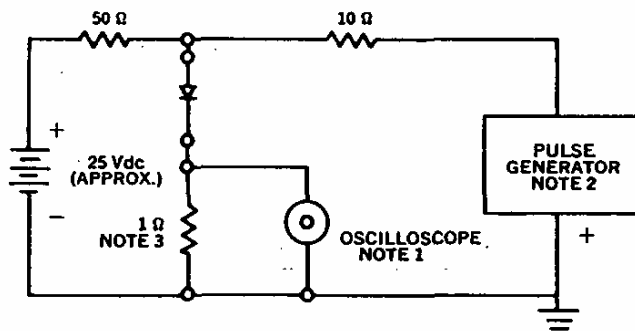 50 Ω
10 Ω
+
25 Vdc
(APPROX.)
−
1 Ω
NOTE 3
OSCILLOSCOPE
NOTE 1
PULSE
GENERATOR
NOTE 2
+